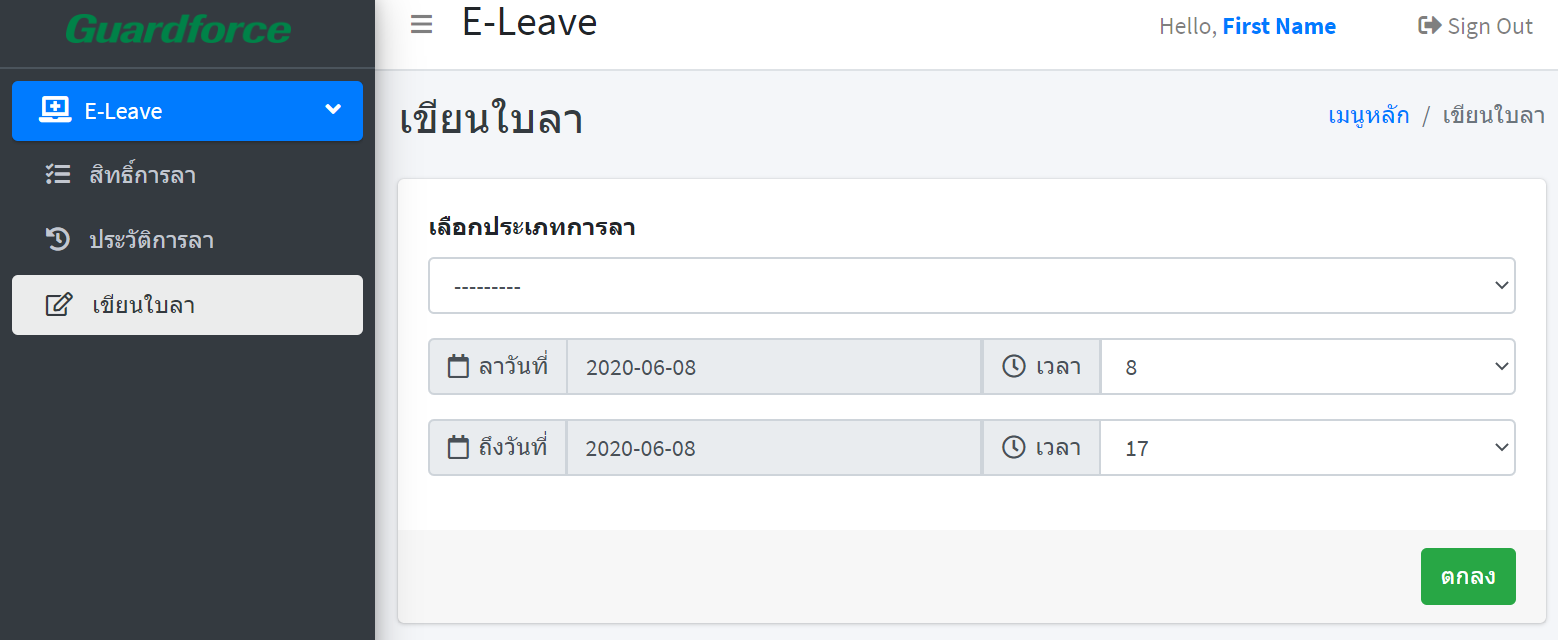 Guardforce
E-Leave
Hello, First Name
Sign Out
E-Leave
สิทธิ์การลา
ประวัติการลา
เขียนใบลา
เขียนใบลา
เมนูหลัก / เขียนใบลา
เลือกประเภทการลา
---------
ลาวันที่ 2020-06-08 เวลา 8
ถึงวันที่ 2020-06-08 เวลา 17
ตกลง